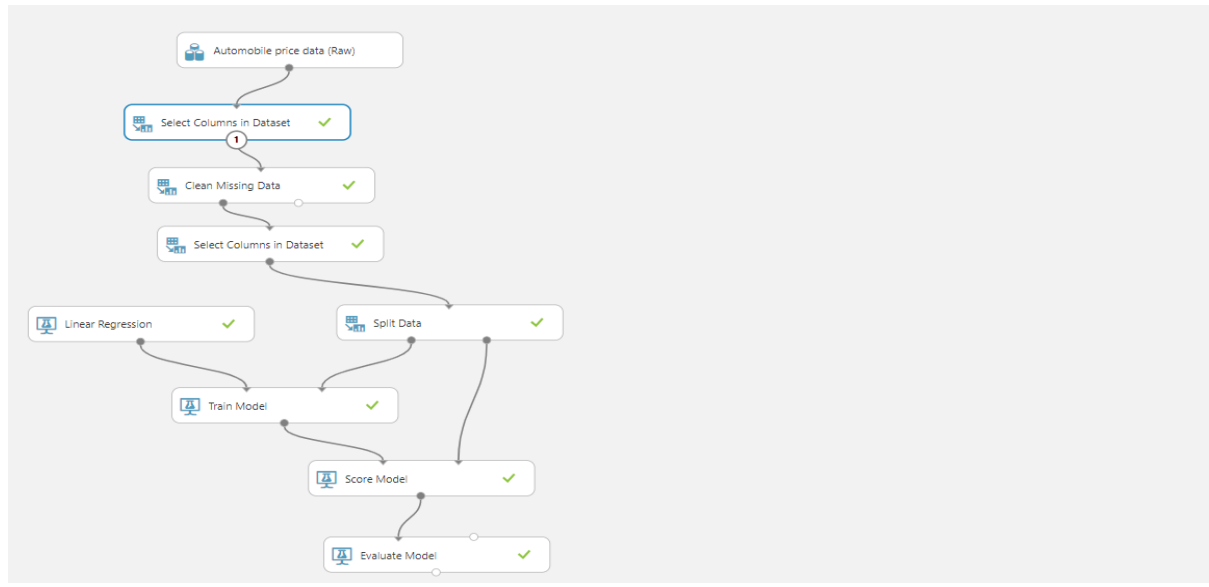 Automobile price data (Raw)
Select Columns in Dataset
1
Clean Missing Data
Select Columns in Dataset
Linear Regression
Split Data
Train Model
Score Model
Evaluate Model